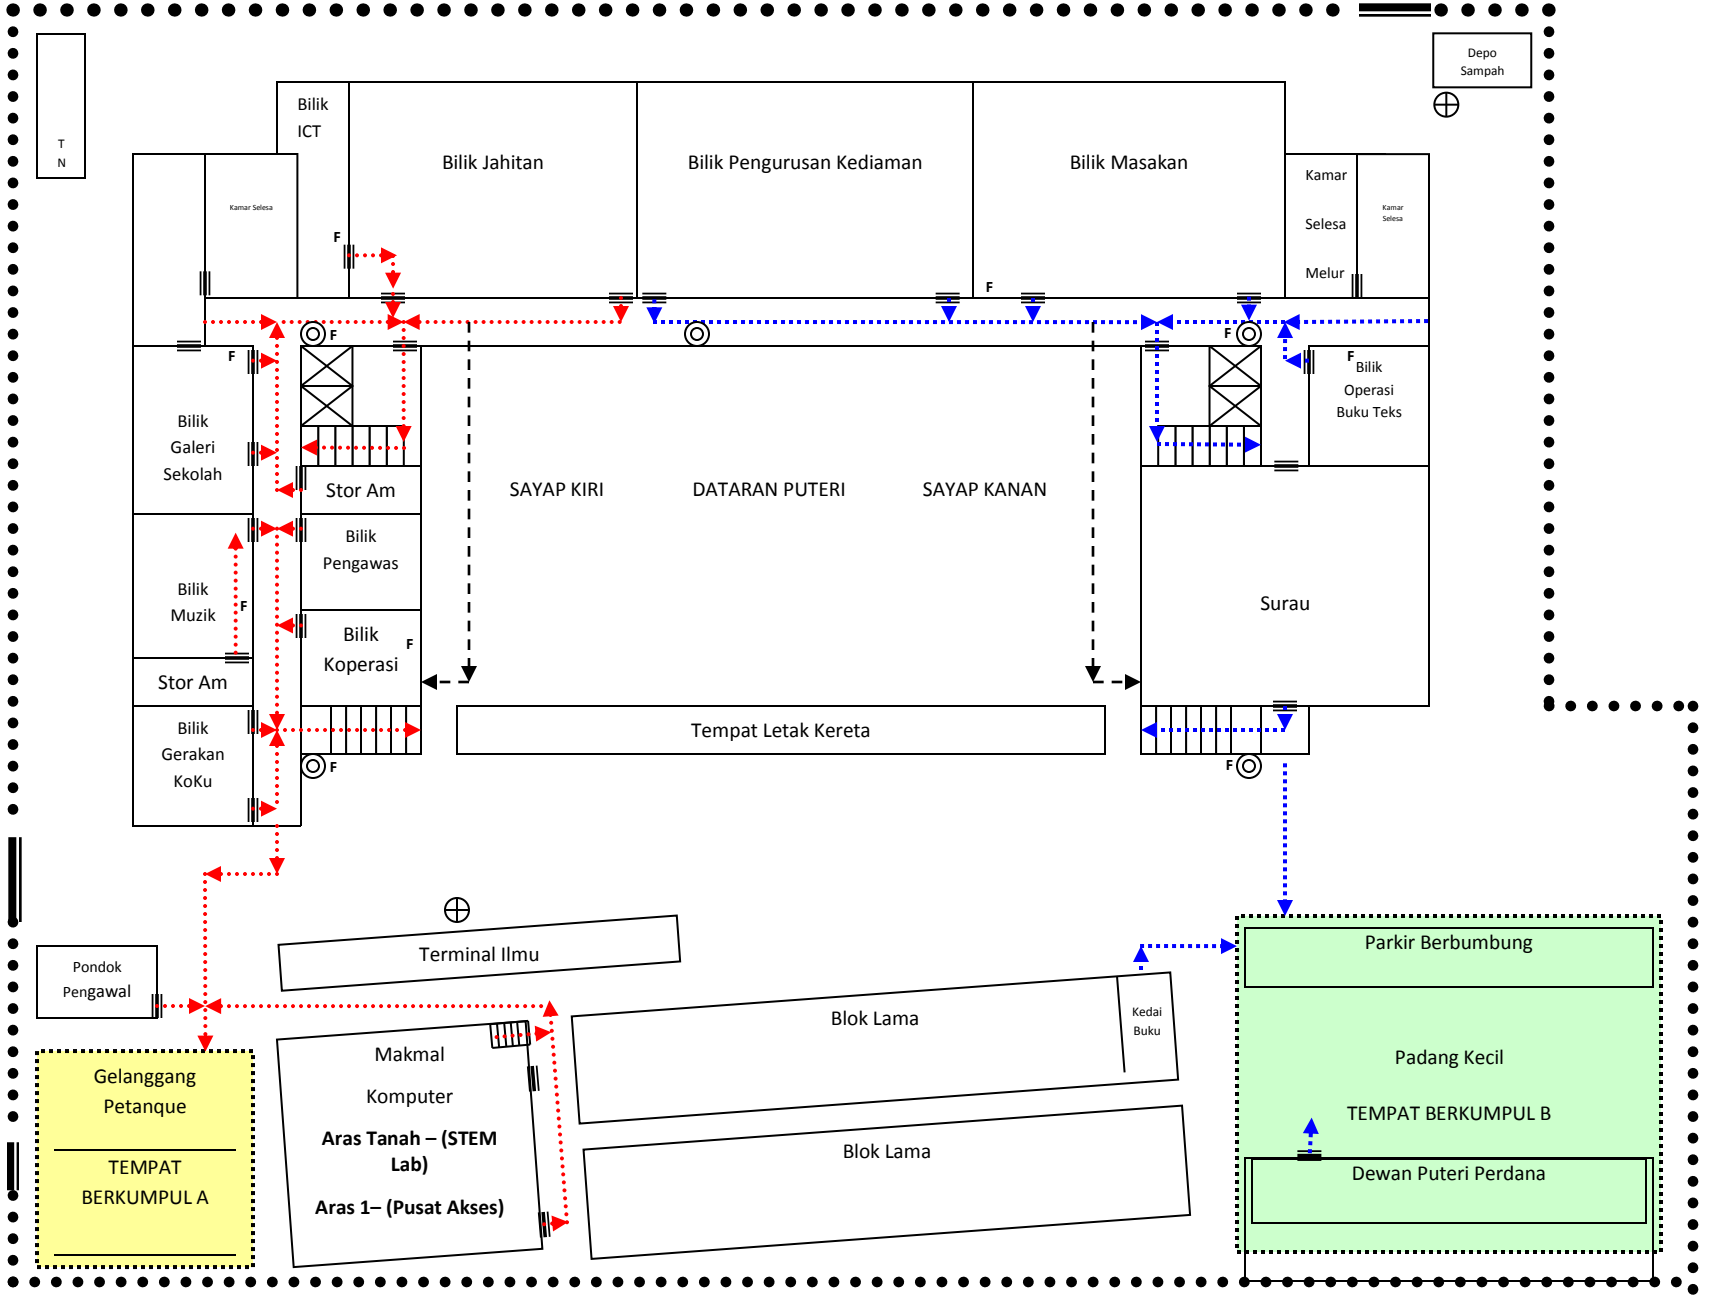 Depo
Sampah
T
N
Bilik
ICT
Bilik Jahitan
Bilik Pengurusan Kediaman
Bilik Masakan
Kamar
Selesa
Melur
Kamar
Selesa
Kamar Selesa
F
F
F
F
F
F
Bilik
Operasi
Buku Teks
Bilik
Galeri
Sekolah
Stor Am
SAYAP KIRI
DATARAN PUTERI
SAYAP KANAN
Bilik
Pengawas
Bilik
Muzik
F
Surau
Bilik
Koperasi
F
Stor Am
Bilik
Gerakan
KoKu
F
Tempat Letak Kereta
F
Terminal Ilmu
Parkir Berbumbung
Pondok
Pengawal
Blok Lama
Kedai
Buku
Makmal
Komputer
Aras Tanah – (STEM
Lab)
Aras 1– (Pusat Akses)
Padang Kecil
TEMPAT BERKUMPUL B
Gelanggang
Petanque
TEMPAT
BERKUMPUL A
Blok Lama
Dewan Puteri Perdana